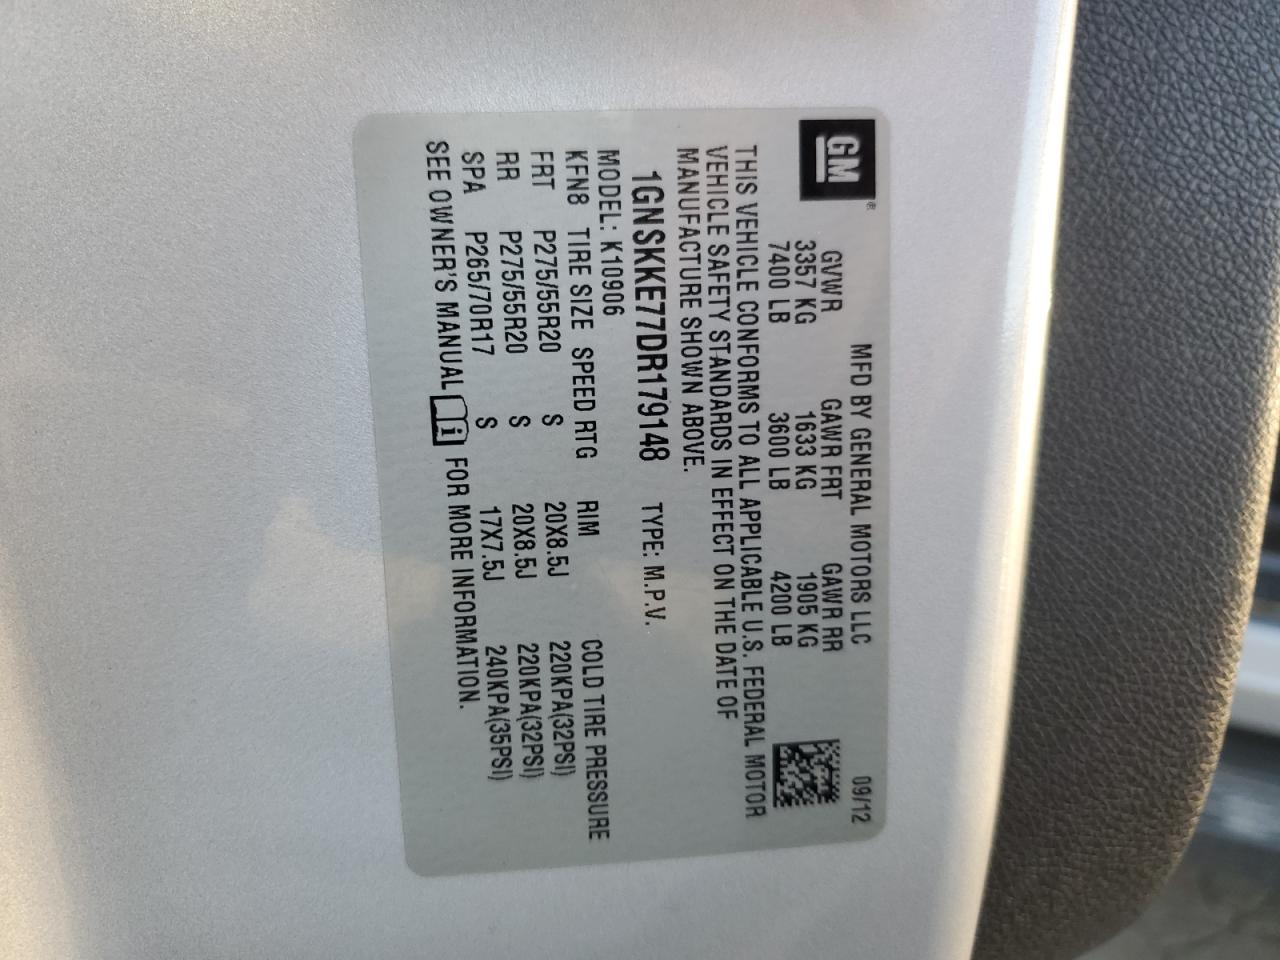 GM®
MFD BY GENERAL MOTORS LLC 09/12
GVWR GAWR FRT GAWR RR
3357 KG 1633 KG 1905 KG
7400 LB 3600 LB 4200 LB
THIS VEHICLE CONFORMS TO ALL APPLICABLE U.S. FEDERAL MOTOR
VEHICLE SAFETY STANDARDS IN EFFECT ON THE DATE OF
MANUFACTURE SHOWN ABOVE.
1GNSKKE77DR179148 TYPE: M.P.V.
MODEL: K10906
KFN8 TIRE SIZE SPEED RTG RIM COLD TIRE PRESSURE
FRT P275/55R20 S 20X8.5J 220KPA(32PSI)
RR P275/55R20 S 20X8.5J 220KPA(32PSI)
SPA P265/70R17 S 17X7.5J 240KPA(35PSI)
SEE OWNER'S MANUAL i FOR MORE INFORMATION.